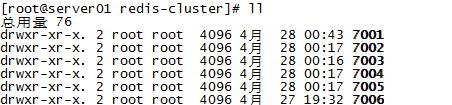 [root@server01 redis-cluster]# ll
总用量 76
drwxr-xr-x. 2 root root  4096 4月  28 00:43 7001
drwxr-xr-x. 2 root root  4096 4月  28 00:17 7002
drwxr-xr-x. 2 root root  4096 4月  28 00:16 7003
drwxr-xr-x. 2 root root  4096 4月  28 00:17 7004
drwxr-xr-x. 2 root root  4096 4月  28 00:17 7005
drwxr-xr-x. 2 root root  4096 4月  27 19:32 7006